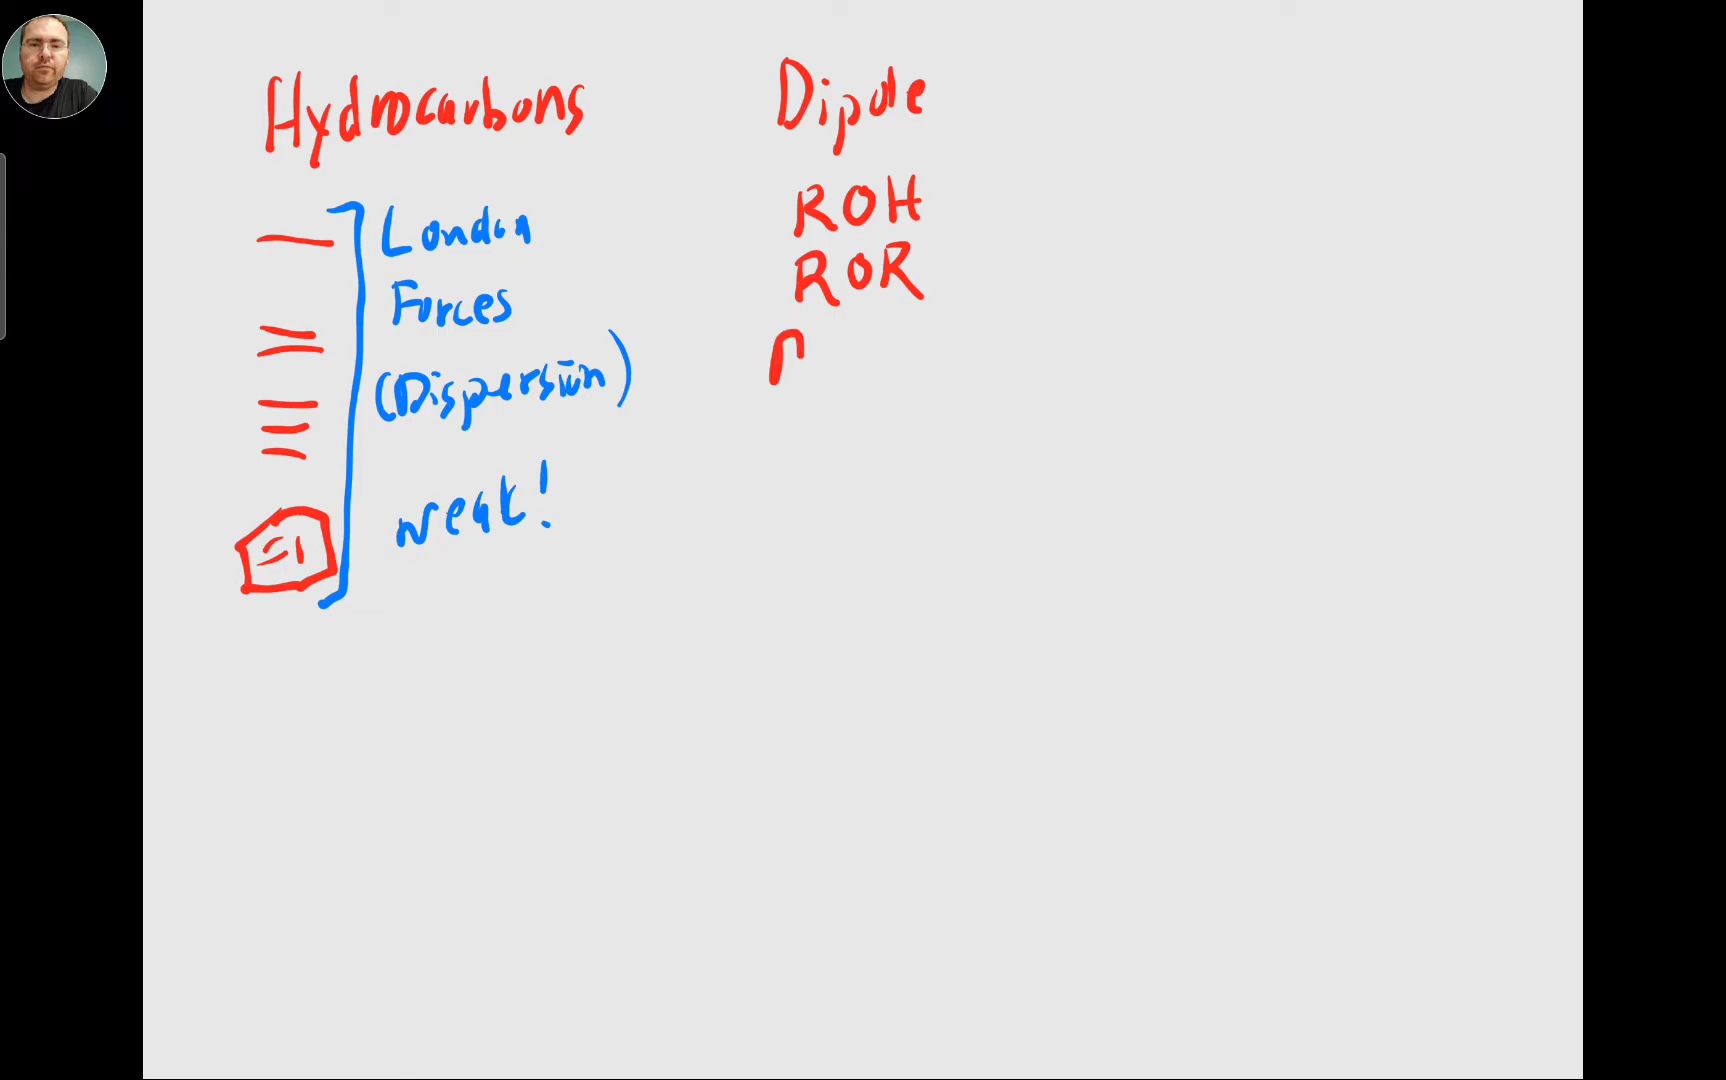 Hydrocarbons
London
Forces
(Dispersion)
weak!
Dipole
ROH
ROR